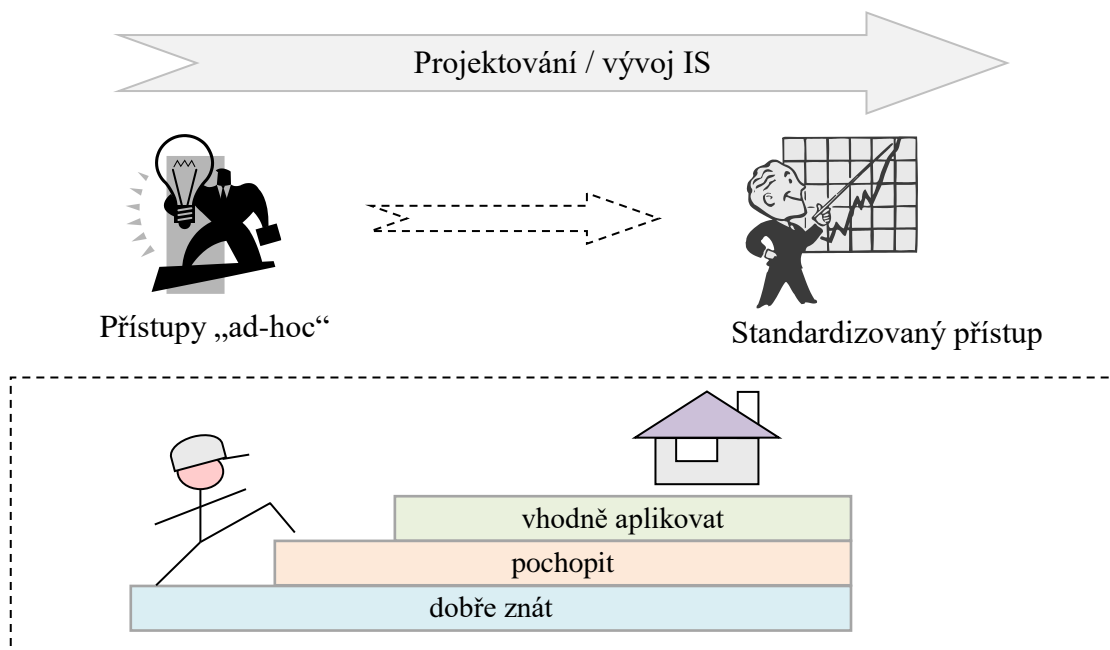 Projektování / vývoj IS
Přístupy „ad-hoc“
Standardizovaný přístup
vhodně aplikovat
pochopit
dobře znát